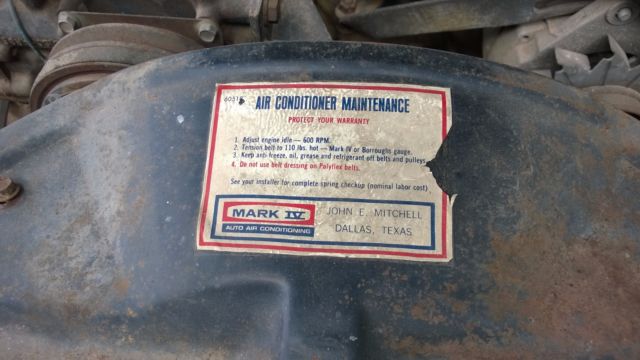 AIR CONDITIONER MAINTENANCE
PROTECT YOUR WARRANTY
1. Adjust engine idle — 600 RPM.
2. Tension belt to 110 lbs. hot — Mark IV or Borroughs gauge.
3. Keep anti-freeze, oil, grease and refrigerant off belts and pulleys
4. Do not use belt dressing on Polyflex belts.
See your installer for complete spring checkup (nominal labor cost)
MARK IV
AUTO AIR CONDITIONING
JOHN E. MITCHELL
DALLAS, TEXAS